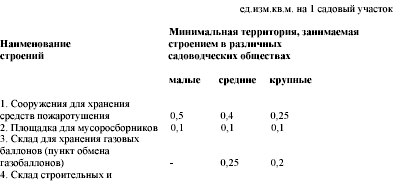 ед.изм.кв.м. на 1 садовый участок
Наименование строений
Минимальная территория, занимаемая
строением в различных
садоводческих обществах
малые средние крупные
1. Сооружения для хранения
средств пожаротушения 0,5 0,4 0,25
2. Площадка для мусоросборников 0,1 0,1 0,1
3. Склад для хранения газовых
баллонов (пункт обмена
газобаллонов) - 0,25 0,2
4. Склад строительных и